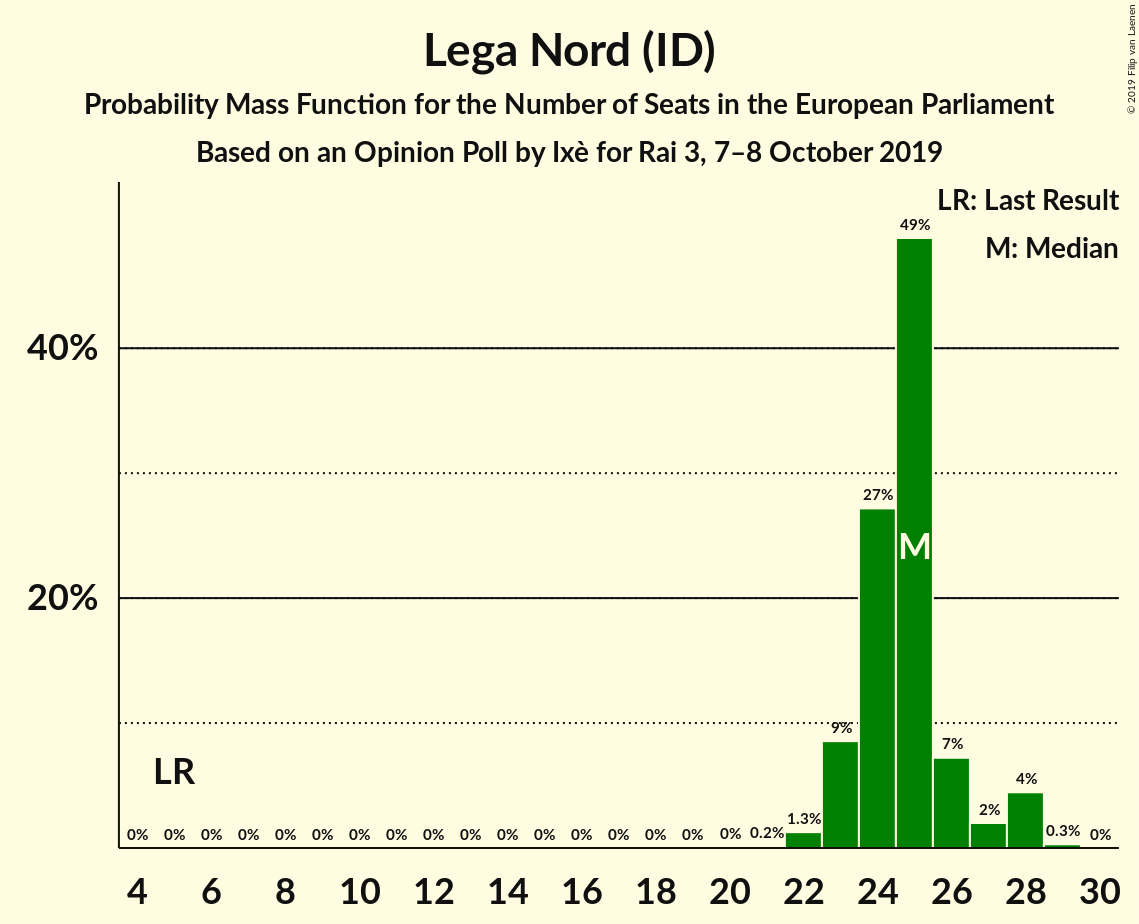 Lega Nord (ID)
Probability Mass Function for the Number of Seats in the European Parliament
Based on an Opinion Poll by Ixè for Rai 3, 7–8 October 2019
© 2019 Filip van Laenen
LR: Last Result
M: Median
40%
20%
LR
M
0% 0% 0% 0% 0% 0% 0% 0% 0% 0% 0% 0% 0% 0% 0% 0% 0% 0.2% 1.3% 9% 27% 49% 7% 2% 4% 0.3% 0%
4 6 8 10 12 14 16 18 20 22 24 26 28 30